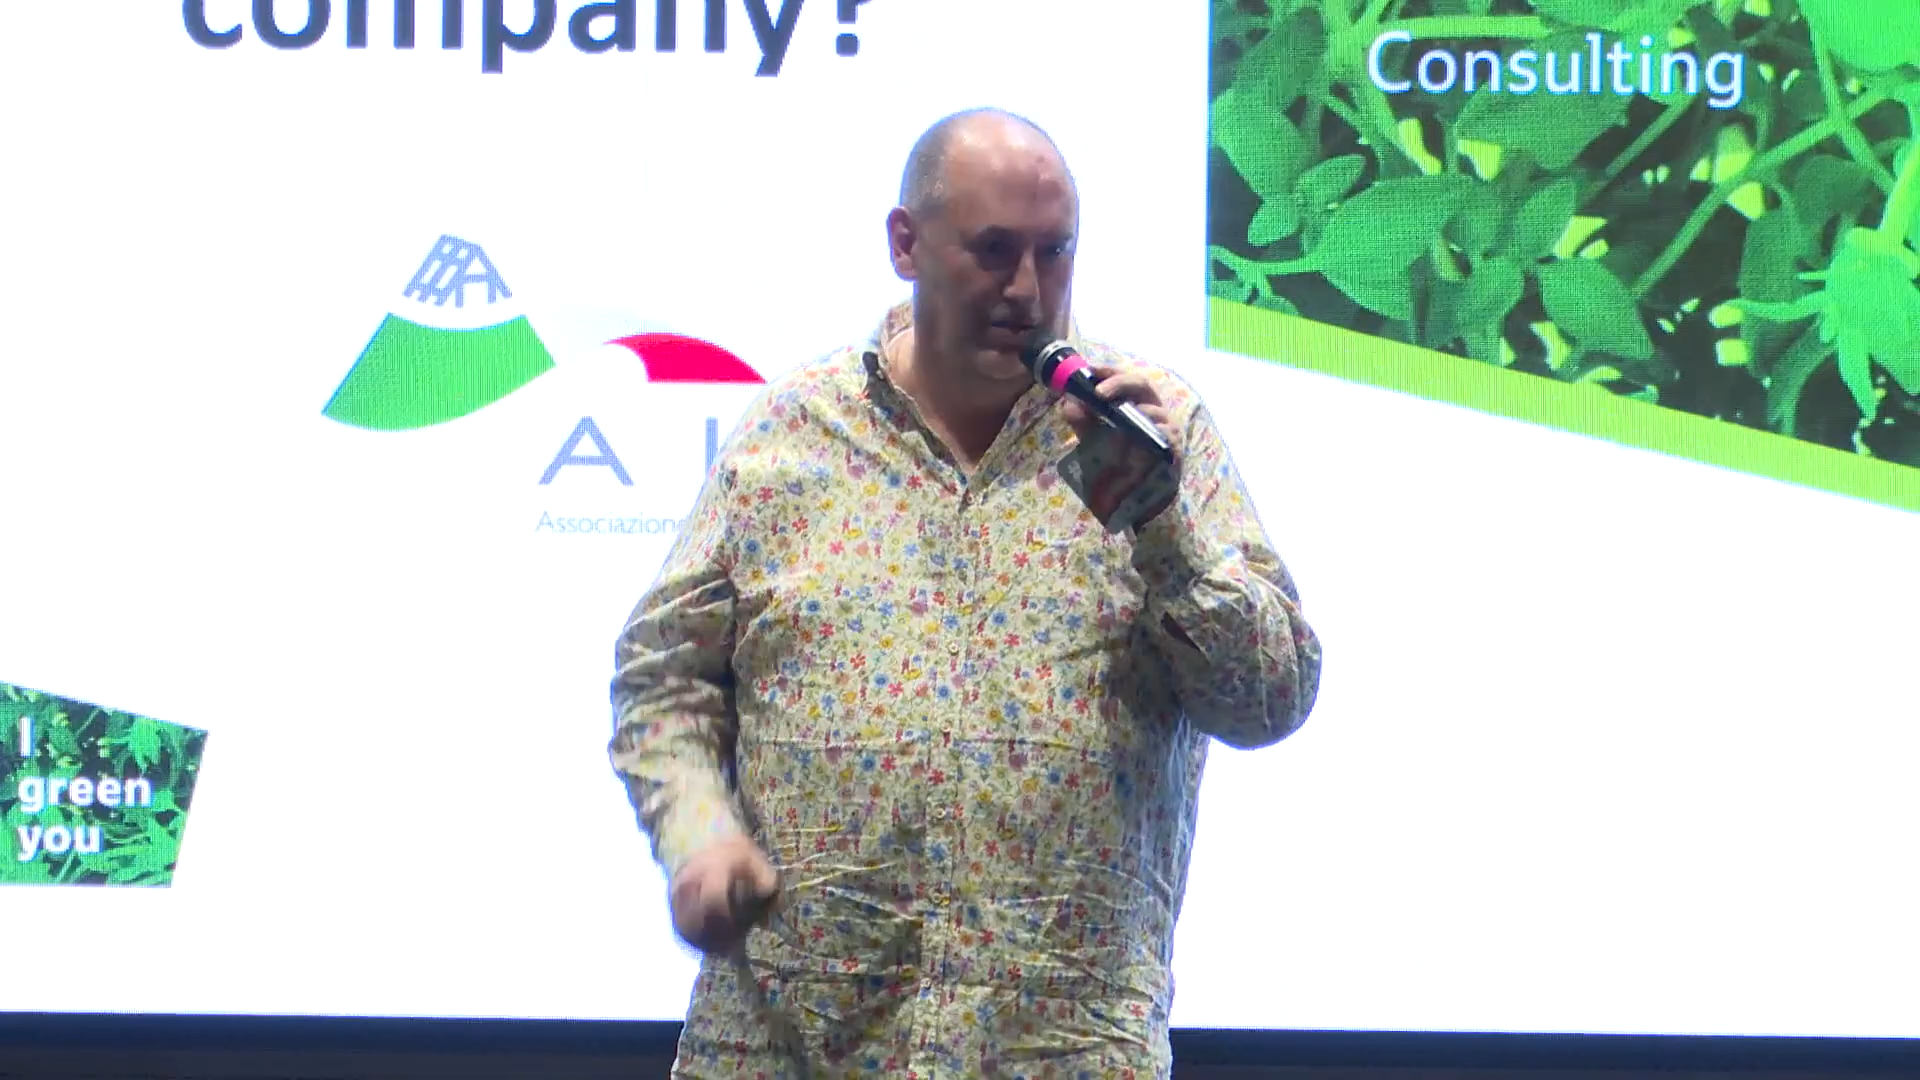 company?
Consulting
A
Associazione
I
green
you